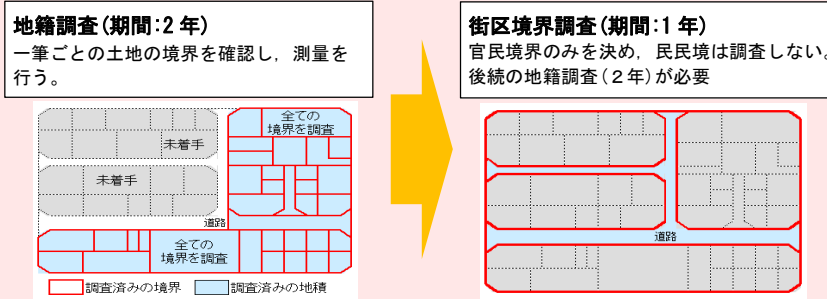 地籍調査(期間:2年)
一筆ごとの土地の境界を確認し，測量を
行う。
全ての
境界を調査
未着手
未着手
道路
全ての
境界を調査
調査済みの境界
調査済みの地積
街区境界調査(期間:1年)
官民境界のみを決め，民民境は調査しない。
後続の地籍調査(2年)が必要
道路